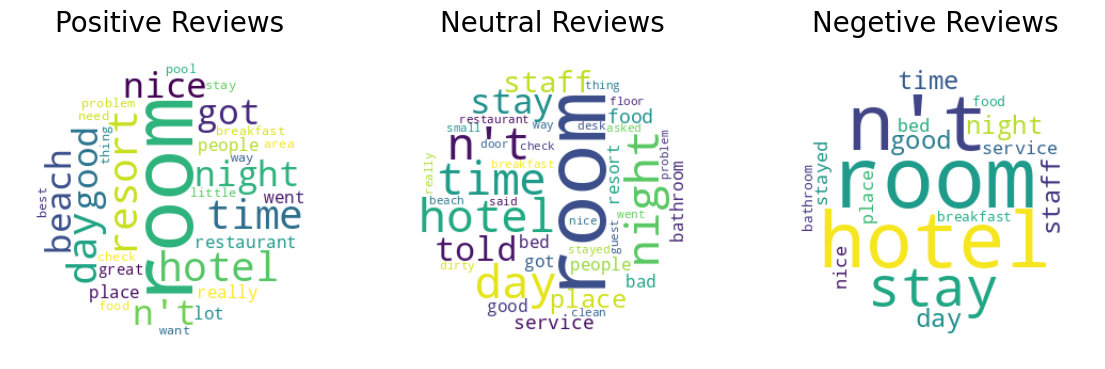 Positive Reviews
Neutral Reviews
Negetive Reviews
pool
nice
stay
problem
need
got
breakfast
thing
people
area
way
room
resort
good
day
beach
best
night
little
went
time
restaurant
check
great
hotel
place
really
food
n't
lot
want
staff
thing
stay
floor
restaurant
food
small
way
desk
asked
n't
door
check
room
breakfast
really
time
resort
night
problem
bathroom
beach
said
nice
hotel
went
told
bed
guest
stayed
dirty
got
people
day
bad
place
good
clean
service
time
food
n't
bed
night
good
service
stayed
bathroom
room
place
staff
breakfast
hotel
nice
stay
day